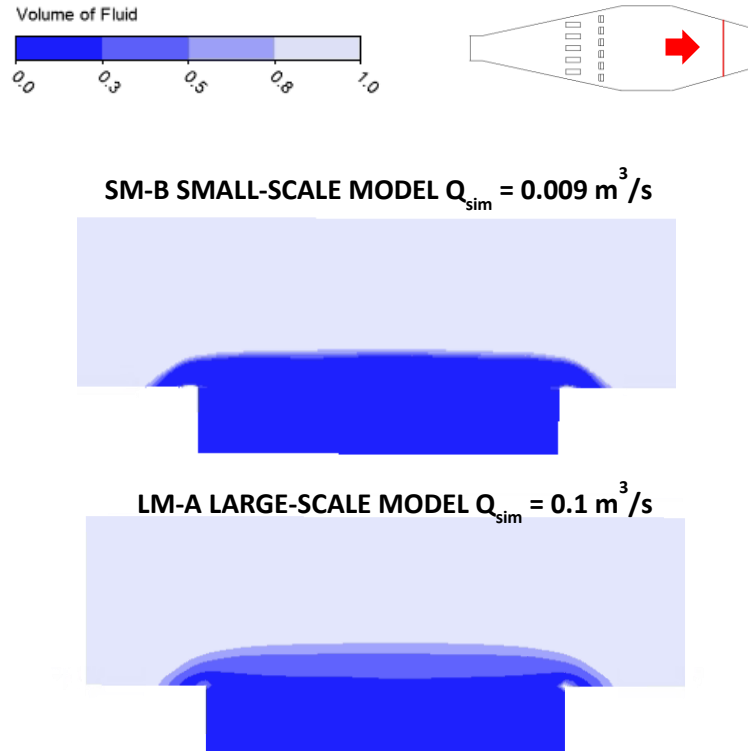 Volume of Fluid
0.0 0.3 0.5 0.8 1.0
SM-B SMALL-SCALE MODEL Qsim = 0.009 m³/s
LM-A LARGE-SCALE MODEL Qsim = 0.1 m³/s